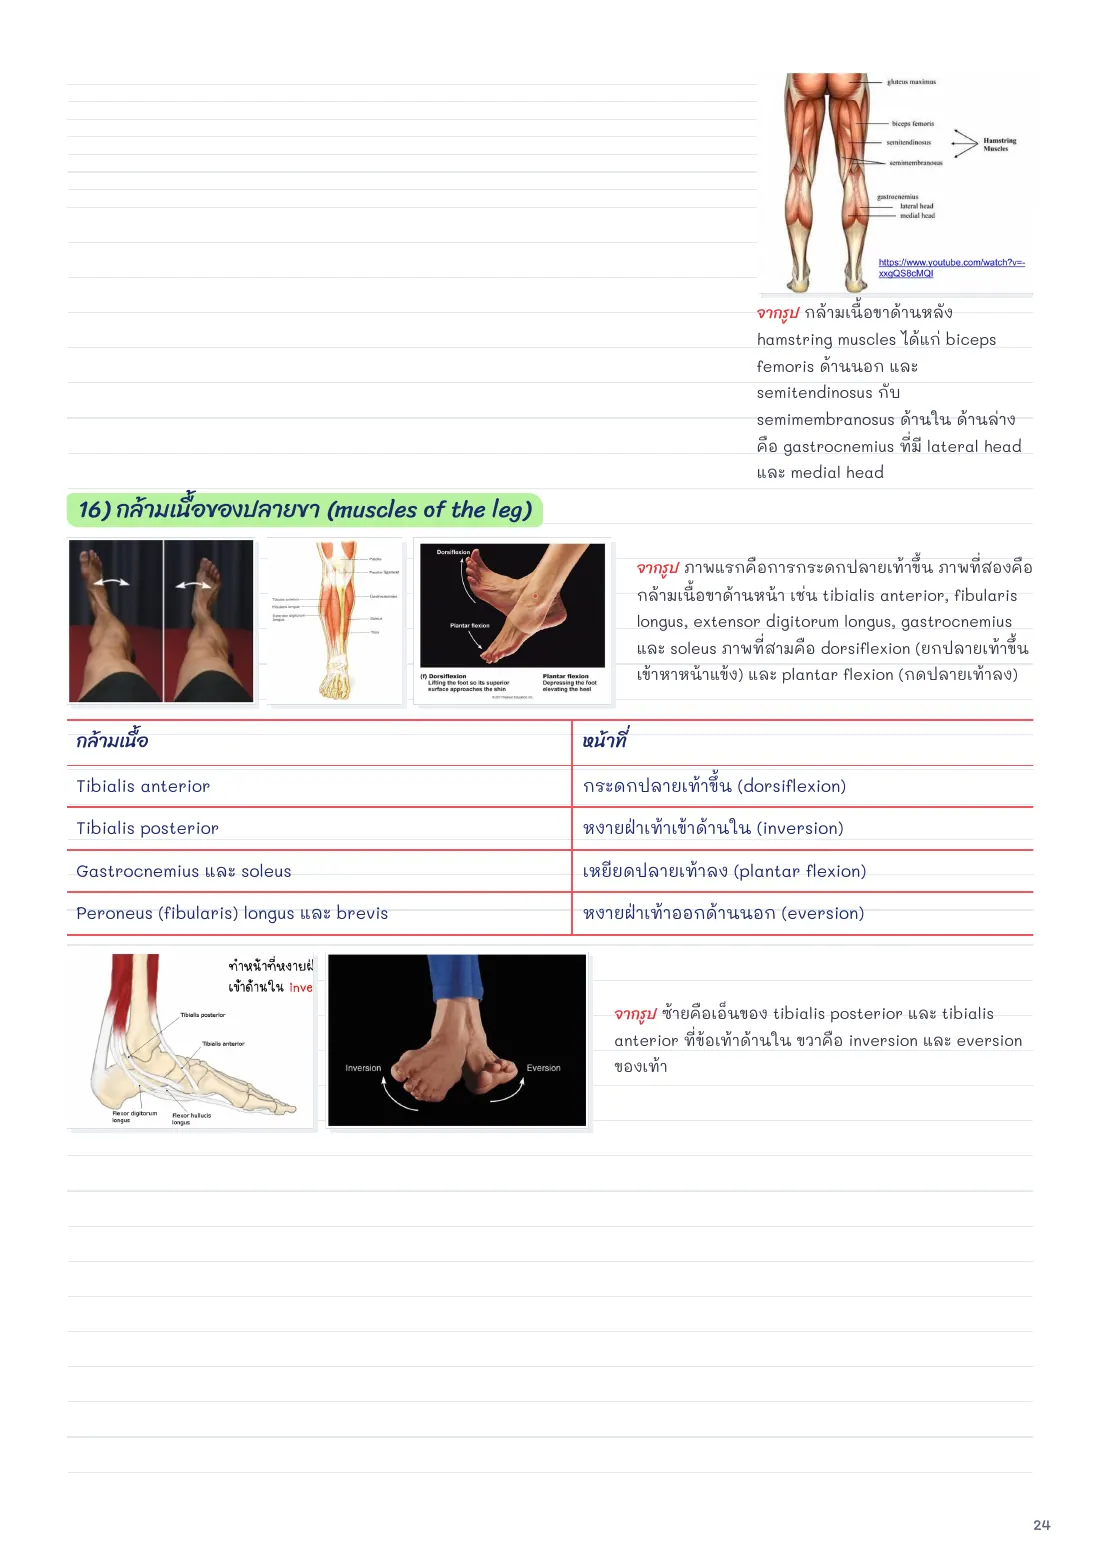 gluteus maximus
biceps femoris
semitendinosus
Hamstring
Muscles
semimembranosus
gastrocnemius
lateral head
medial head
https://www.youtube.com/watch?v=-
xxgQS8cMQI
จากรูป กล้ามเนื้อขาด้านหลัง
hamstring muscles ได้แก่ biceps
femoris ด้านนอก และ
semitendinosus กับ
semimembranosus ด้านใน ด้านล่าง
คือ gastrocnemius ที่มี lateral head
และ medial head
16) กล้ามเนื้อของปลายขา (muscles of the leg)
Patella
Patellar ligament
Tibialis anterior
Fibularis longus
Extensor digitorum
longus
Gastrocnemius
Soleus
Tibia
Dorsiflexion
Plantar flexion
(f) Dorsiflexion
Lifting the foot so its superior
surface approaches the shin
Plantar flexion
Depressing the foot
elevating the heel
จากรูป ภาพแรกคือการกระดกปลายเท้าขึ้น ภาพที่สองคือ
กล้ามเนื้อขาด้านหน้า เช่น tibialis anterior, fibularis
longus, extensor digitorum longus, gastrocnemius
และ soleus ภาพที่สามคือ dorsiflexion (ยกปลายเท้าขึ้น
เข้าหาหน้าแข้ง) และ plantar flexion (กดปลายเท้าลง)
กล้ามเนื้อ หน้าที่
Tibialis anterior กระดกปลายเท้าขึ้น (dorsiflexion)
Tibialis posterior หงายฝ่าเท้าเข้าด้านใน (inversion)
Gastrocnemius และ soleus เหยียดปลายเท้าลง (plantar flexion)
Peroneus (fibularis) longus และ brevis หงายฝ่าเท้าออกด้านนอก (eversion)
ทำหน้าที่หงายฝ
เข้าด้านใน inve
Tibialis posterior
Tibialis anterior
Flexor digitorum
longus
Flexor hallucis
longus
Inversion
Eversion
จากรูป ซ้ายคือเอ็นของ tibialis posterior และ tibialis
anterior ที่ข้อเท้าด้านใน ขวาคือ inversion และ eversion
ของเท้า
24